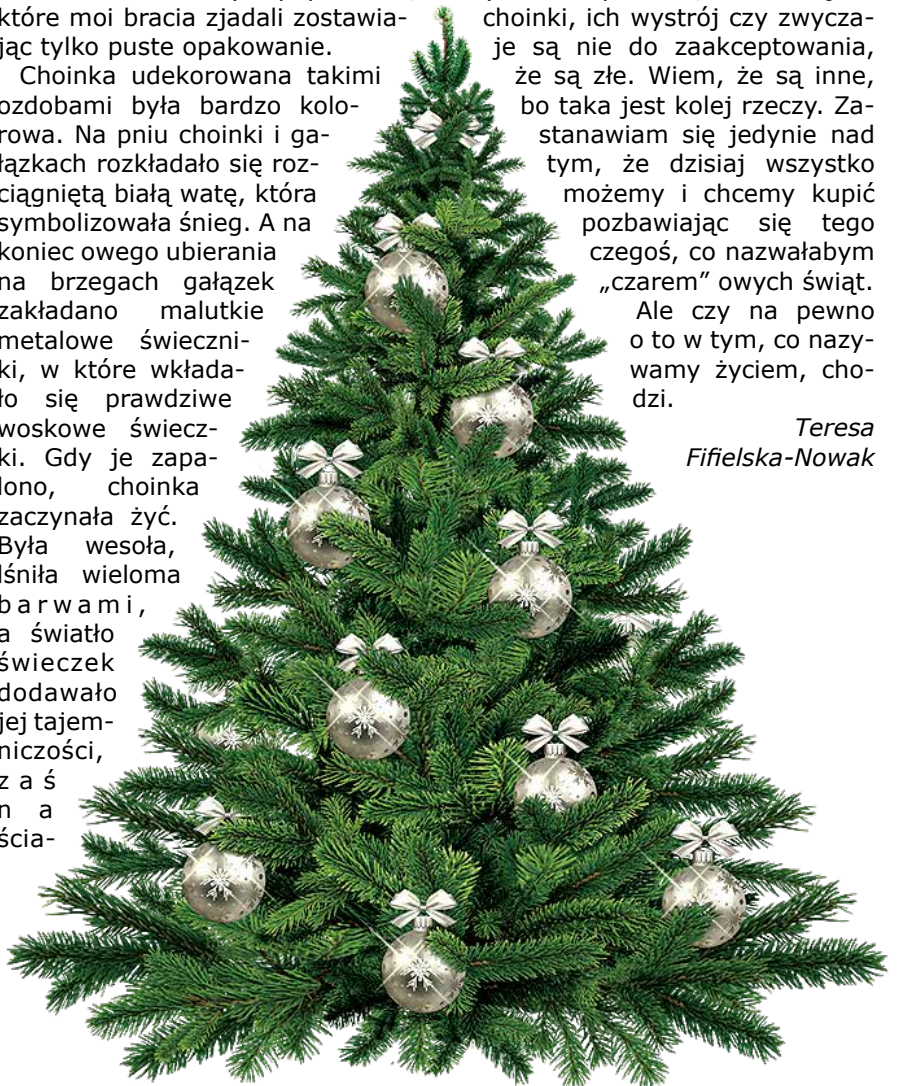 które moi bracia zjadali zostawia-
jąc tylko puste opakowanie.
Choinka udekorowana takimi
ozdobami była bardzo kolo-
rowa. Na pniu choinki i ga-
łązkach rozkładało się roz-
ciągniętą białą watę, która
symbolizowała śnieg. A na
koniec owego ubierania
na brzegach gałązek
zakładano malutkie
metalowe świeczni-
ki, w które wkłada-
ło się prawdziwe
woskowe świecz-
ki. Gdy je zapa-
lono, choinka
zaczynała żyć.
Była wesoła,
lśniła wieloma
barwami,
a światło
świeczek
dodawało
jej tajem-
niczości,
zaś
na
ścia-
choinki, ich wystrój czy zwycza-
je są nie do zaakceptowania,
że są złe. Wiem, że są inne,
bo taka jest kolej rzeczy. Za-
stanawiam się jedynie nad
tym, że dzisiaj wszystko
możemy i chcemy kupić
pozbawiając się tego
czegoś, co nazwałabym
„czarem” owych świąt.
Ale czy na pewno
o to w tym, co nazy-
wamy życiem, cho-
dzi.
Teresa
Fifielska-Nowak